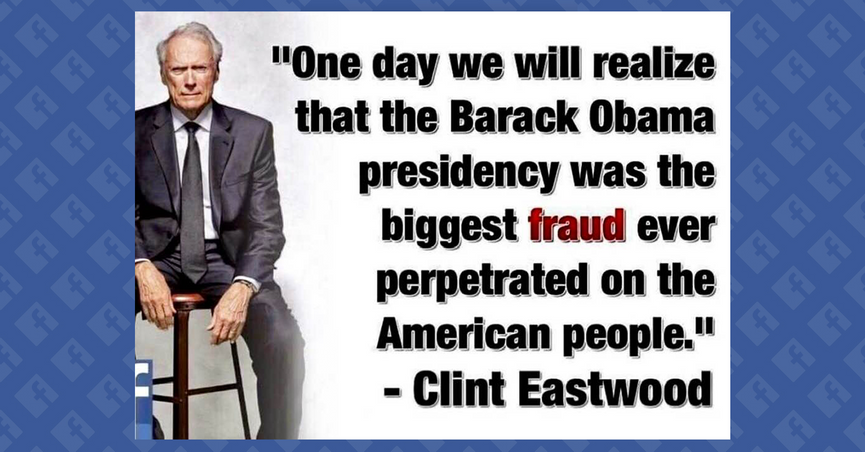 "One day we will realize
that the Barack Obama
presidency was the
biggest fraud ever
perpetrated on the
American people."
- Clint Eastwood